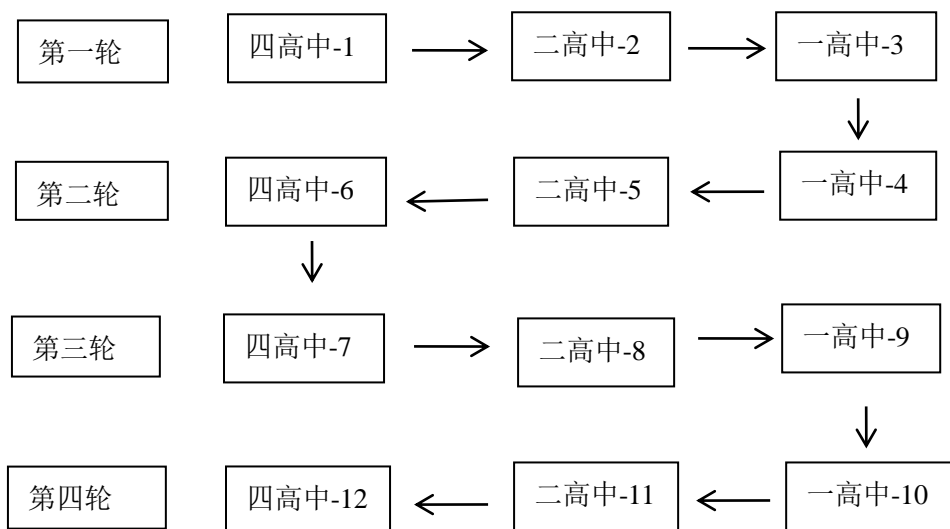 第一轮 四高中-1 二高中-2 一高中-3
第二轮 四高中-6 二高中-5 一高中-4
第三轮 四高中-7 二高中-8 一高中-9
第四轮 四高中-12 二高中-11 一高中-10